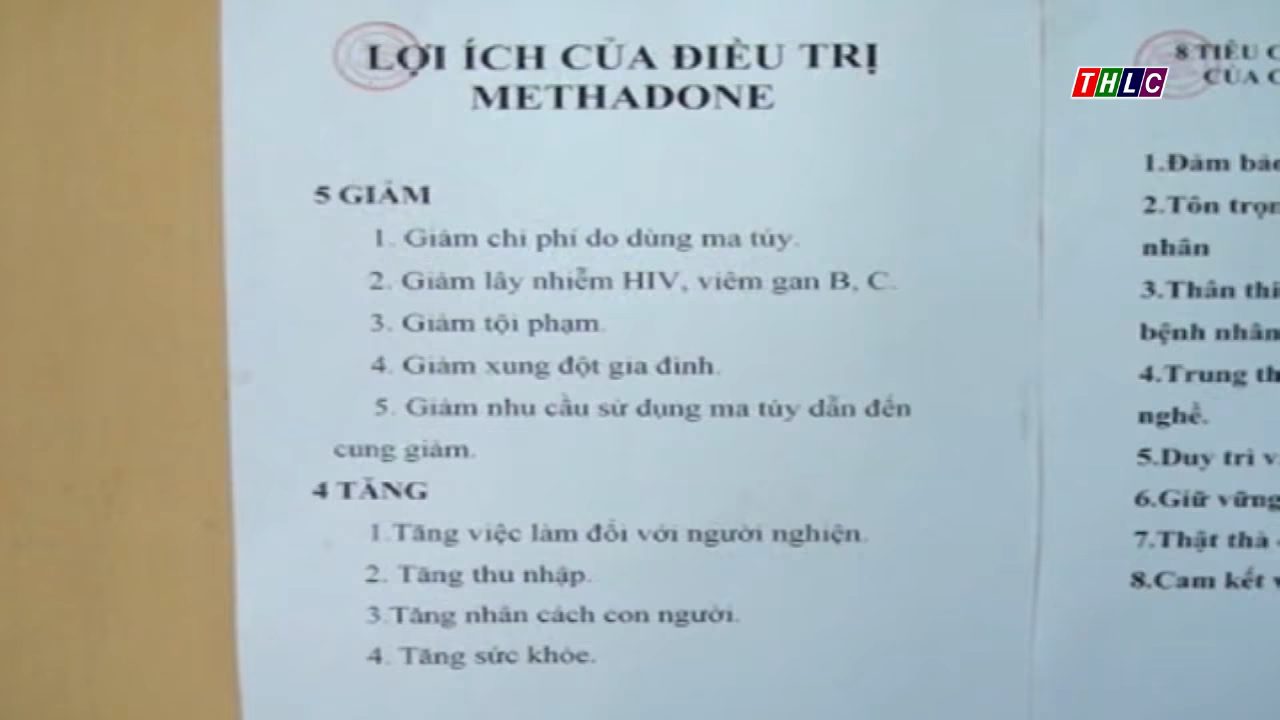 LỢI ÍCH CỦA ĐIỀU TRỊ
METHADONE
5 GIẢM
1. Giảm chi phí do dùng ma túy.
2. Giảm lây nhiễm HIV, viêm gan B, C.
3. Giảm tội phạm.
4. Giảm xung đột gia đình.
5. Giảm nhu cầu sử dụng ma túy dẫn đến
cung giảm.
4 TĂNG
1.Tăng việc làm đối với người nghiện.
2. Tăng thu nhập.
3.Tăng nhân cách con người.
4. Tăng sức khỏe.
THLC
8 TIÊU
CỦA
1.Đảm
2.Tôn
nhân
3.Thân
bệnh nhân
4.Trung
nghề.
5.Duy trì
6.Giữ vững
7.Thật thà
8.Cam kết